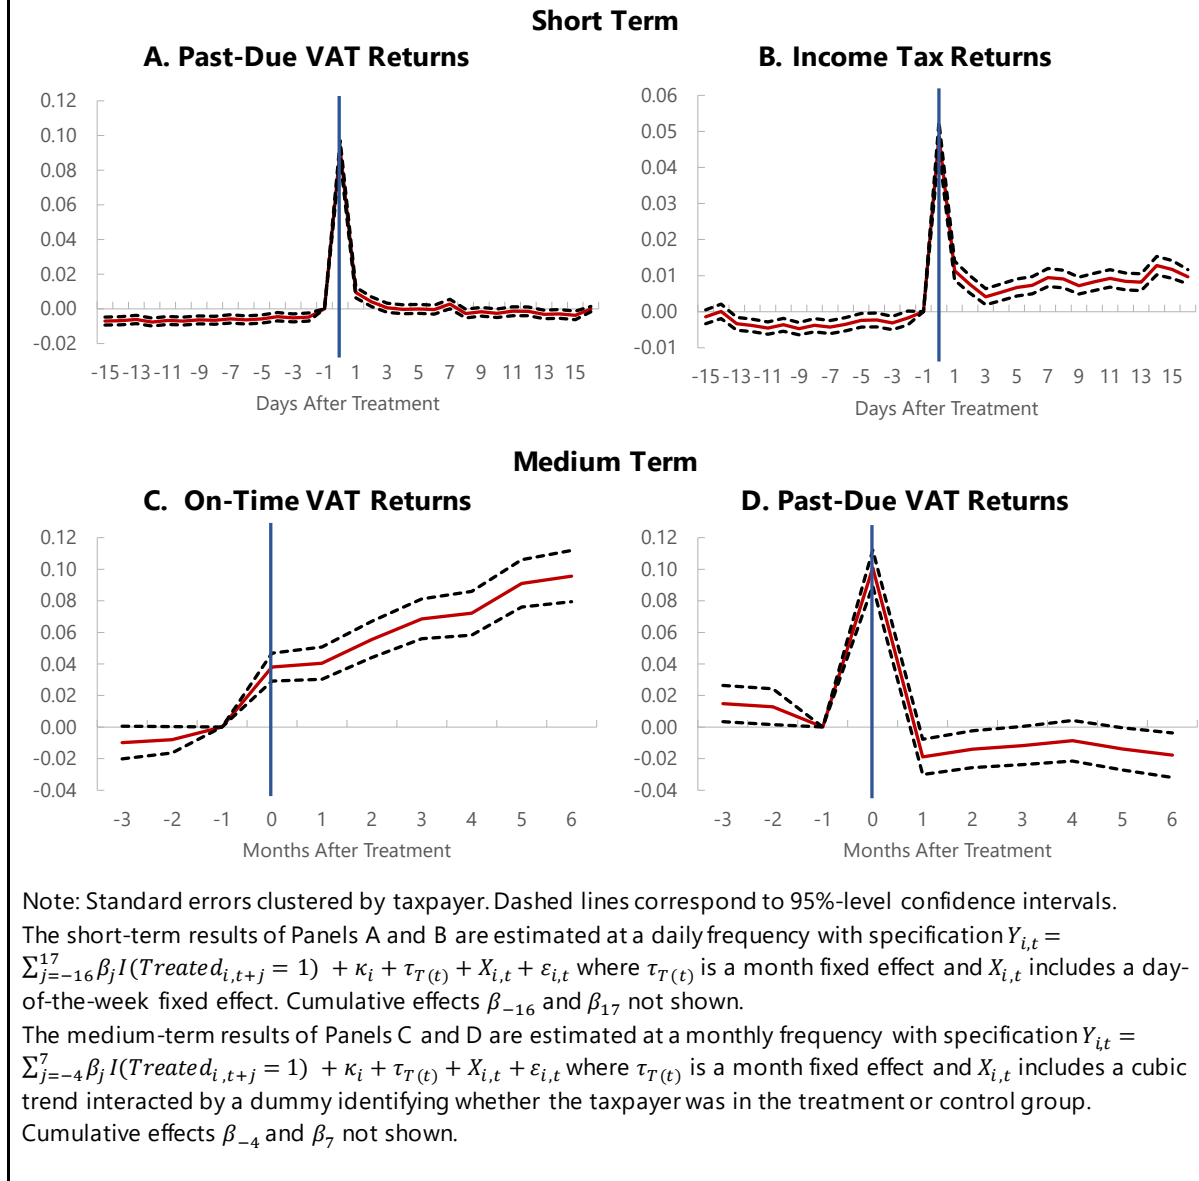 Short Term
A. Past-Due VAT Returns
B. Income Tax Returns
0.12
0.10
0.08
0.06
0.04
0.02
0.00
-0.02
-15 -13 -11 -9 -7 -5 -3 -1 1 3 5 7 9 11 13 15
Days After Treatment
0.06
0.05
0.04
0.03
0.02
0.01
0.00
-0.01
-15 -13 -11 -9 -7 -5 -3 -1 1 3 5 7 9 11 13 15
Days After Treatment
Medium Term
C. On-Time VAT Returns
D. Past-Due VAT Returns
0.12
0.10
0.08
0.06
0.04
0.02
0.00
-0.02
-0.04
-3 -2 -1 0 1 2 3 4 5 6
Months After Treatment
0.12
0.10
0.08
0.06
0.04
0.02
0.00
-0.02
-0.04
-3 -2 -1 0 1 2 3 4 5 6
Months After Treatment
Note: Standard errors clustered by taxpayer. Dashed lines correspond to 95%-level confidence intervals.
The short-term results of Panels A and B are estimated at a daily frequency with specification Y_{i,t} =
∑_{j=−16}^{17} β_j I(Treated_{i,t+j} = 1) + κ_i + τ_{T(t)} + X_{i,t} + ε_{i,t} where τ_{T(t)} is a month fixed effect and X_{i,t} includes a day-
of-the-week fixed effect. Cumulative effects β_{−16} and β_{17} not shown.
The medium-term results of Panels C and D are estimated at a monthly frequency with specification Y_{i,t} =
∑_{j=−4}^{7} β_j I(Treated_{i,t+j} = 1) + κ_i + τ_{T(t)} + X_{i,t} + ε_{i,t} where τ_{T(t)} is a month fixed effect and X_{i,t} includes a cubic
trend interacted by a dummy identifying whether the taxpayer was in the treatment or control group.
Cumulative effects β_{−4} and β_7 not shown.